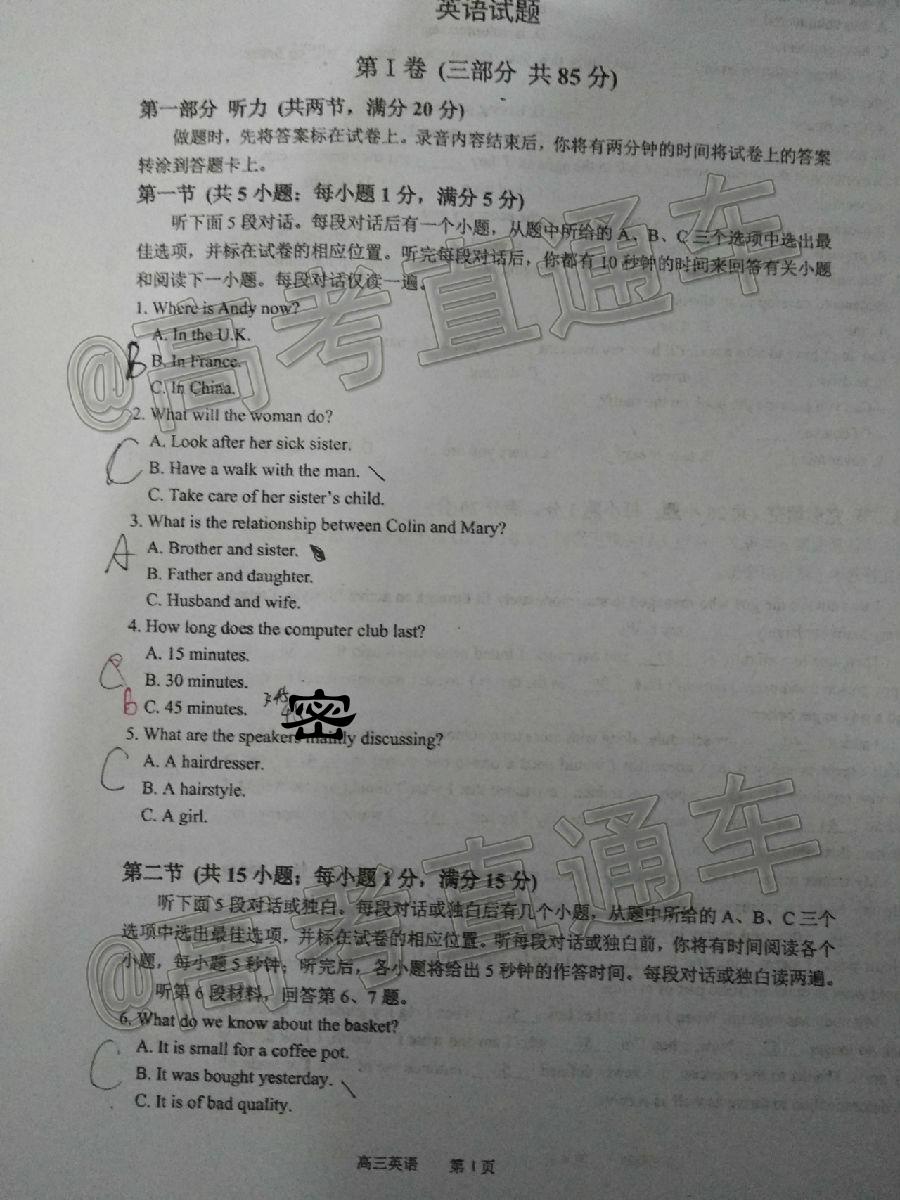 英语试题
第 I 卷 (三部分 共 85 分)
第一部分 听力 (共两节，满分 20 分)
做题时，先将答案标在试卷上。录音内容结束后，你将有两分钟的时间将试卷上的答案
转涂到答题卡上。
第一节 (共 5 小题；每小题 1 分，满分 5 分)
听下面 5 段对话。每段对话后有一个小题，从题中所给的 A、B、C 三个选项中选出最
佳选项，并标在试卷的相应位置。听完每段对话后，你都有 10 秒钟的时间来回答有关小题
和阅读下一小题。每段对话仅读一遍。
1. Where is Andy now?
A. In the U.K.
B
B. In France.
C. In China.
2. What will the woman do?
A. Look after her sick sister.
C
B. Have a walk with the man.
C. Take care of her sister's child.
3. What is the relationship between Colin and Mary?
A
A. Brother and sister.
B. Father and daughter.
C. Husband and wife.
4. How long does the computer club last?
A. 15 minutes.
C
B. 30 minutes.
B
C. 45 minutes.
密
5. What are the speakers mainly discussing?
C
A. A hairdresser.
B. A hairstyle.
C. A girl.
第二节 (共 15 小题；每小题 1 分，满分 15 分)
听下面 5 段对话或独白。每段对话或独白后有几个小题，从题中所给的 A、B、C 三个
选项中选出最佳选项，并标在试卷的相应位置。听每段对话或独白前，你将有时间阅读各个
小题，每小题 5 秒钟；听完后，各小题将给出 5 秒钟的作答时间。每段对话或独白读两遍。
听第 6 段材料，回答第 6、7 题。
6. What do we know about the basket?
C
A. It is small for a coffee pot.
B. It was bought yesterday.
C. It is of bad quality.
高三英语 第 1 页
@高考直通车
@高考直通车